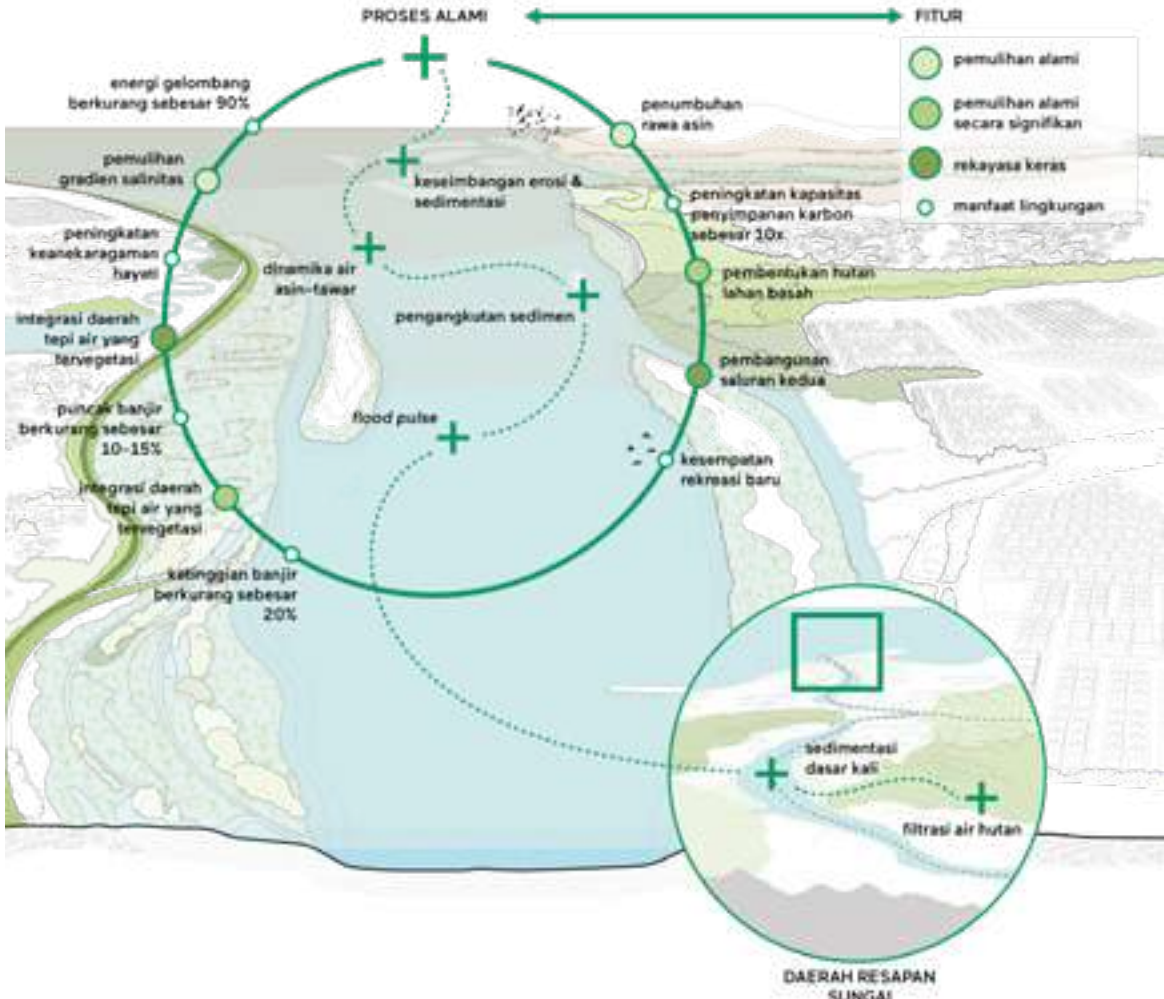 PROSES ALAMI
FITUR
pemulihan alami
pemulihan alami
secara signifikan
rekayasa keras
manfaat lingkungan
energi gelombang
berkurang sebesar 90%
pemulihan
gradien salinitas
peningkatan
keanekaragaman
hayati
integrasi daerah
tepi air yang
tervegetasi
puncak banjir
berkurang sebesar
10-15%
integrasi daerah
tepi air yang
tervegetasi
ketinggian banjir
berkurang sebesar
20%
keseimbangan erosi &
sedimentasi
dinamika air
asin-tawar
pengangkutan sedimen
flood pulse
penumbuhan
rawa asin
peningkatan kapasitas
penyimpanan karbon
sebesar 10x
pembentukan hutan
lahan basah
pembangunan
saluran kedua
kesempatan
rekreasi baru
sedimentasi
dasar kali
filtrasi air hutan
DAERAH RESAPAN
SUNGAI